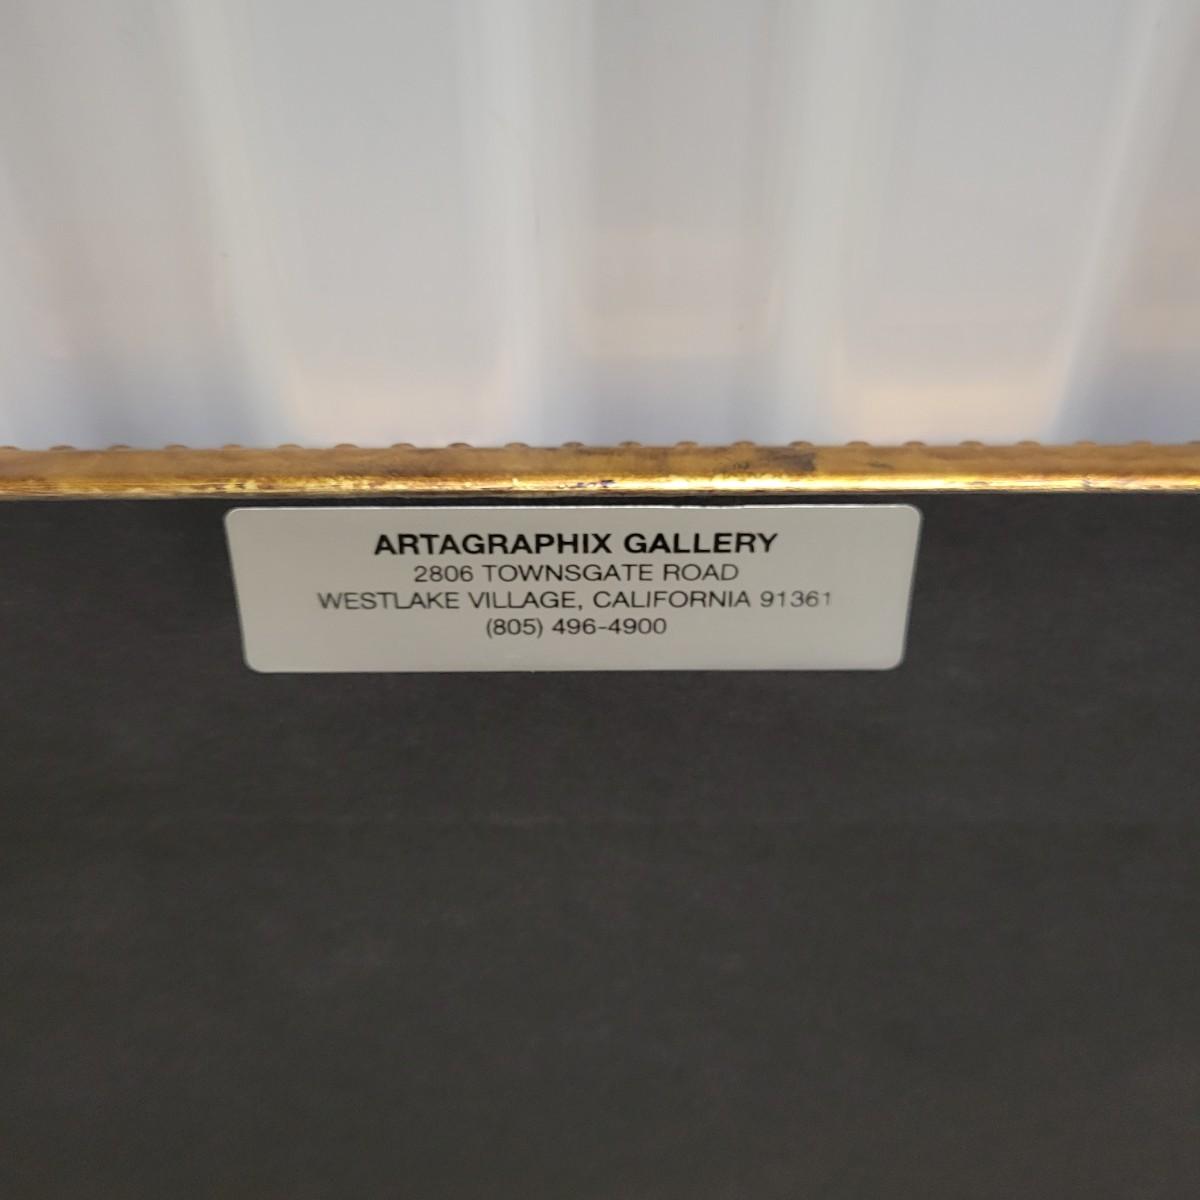 ARTAGRAPHIX GALLERY
2806 TOWNSGATE ROAD
WESTLAKE VILLAGE, CALIFORNIA 91361
(805) 496-4900